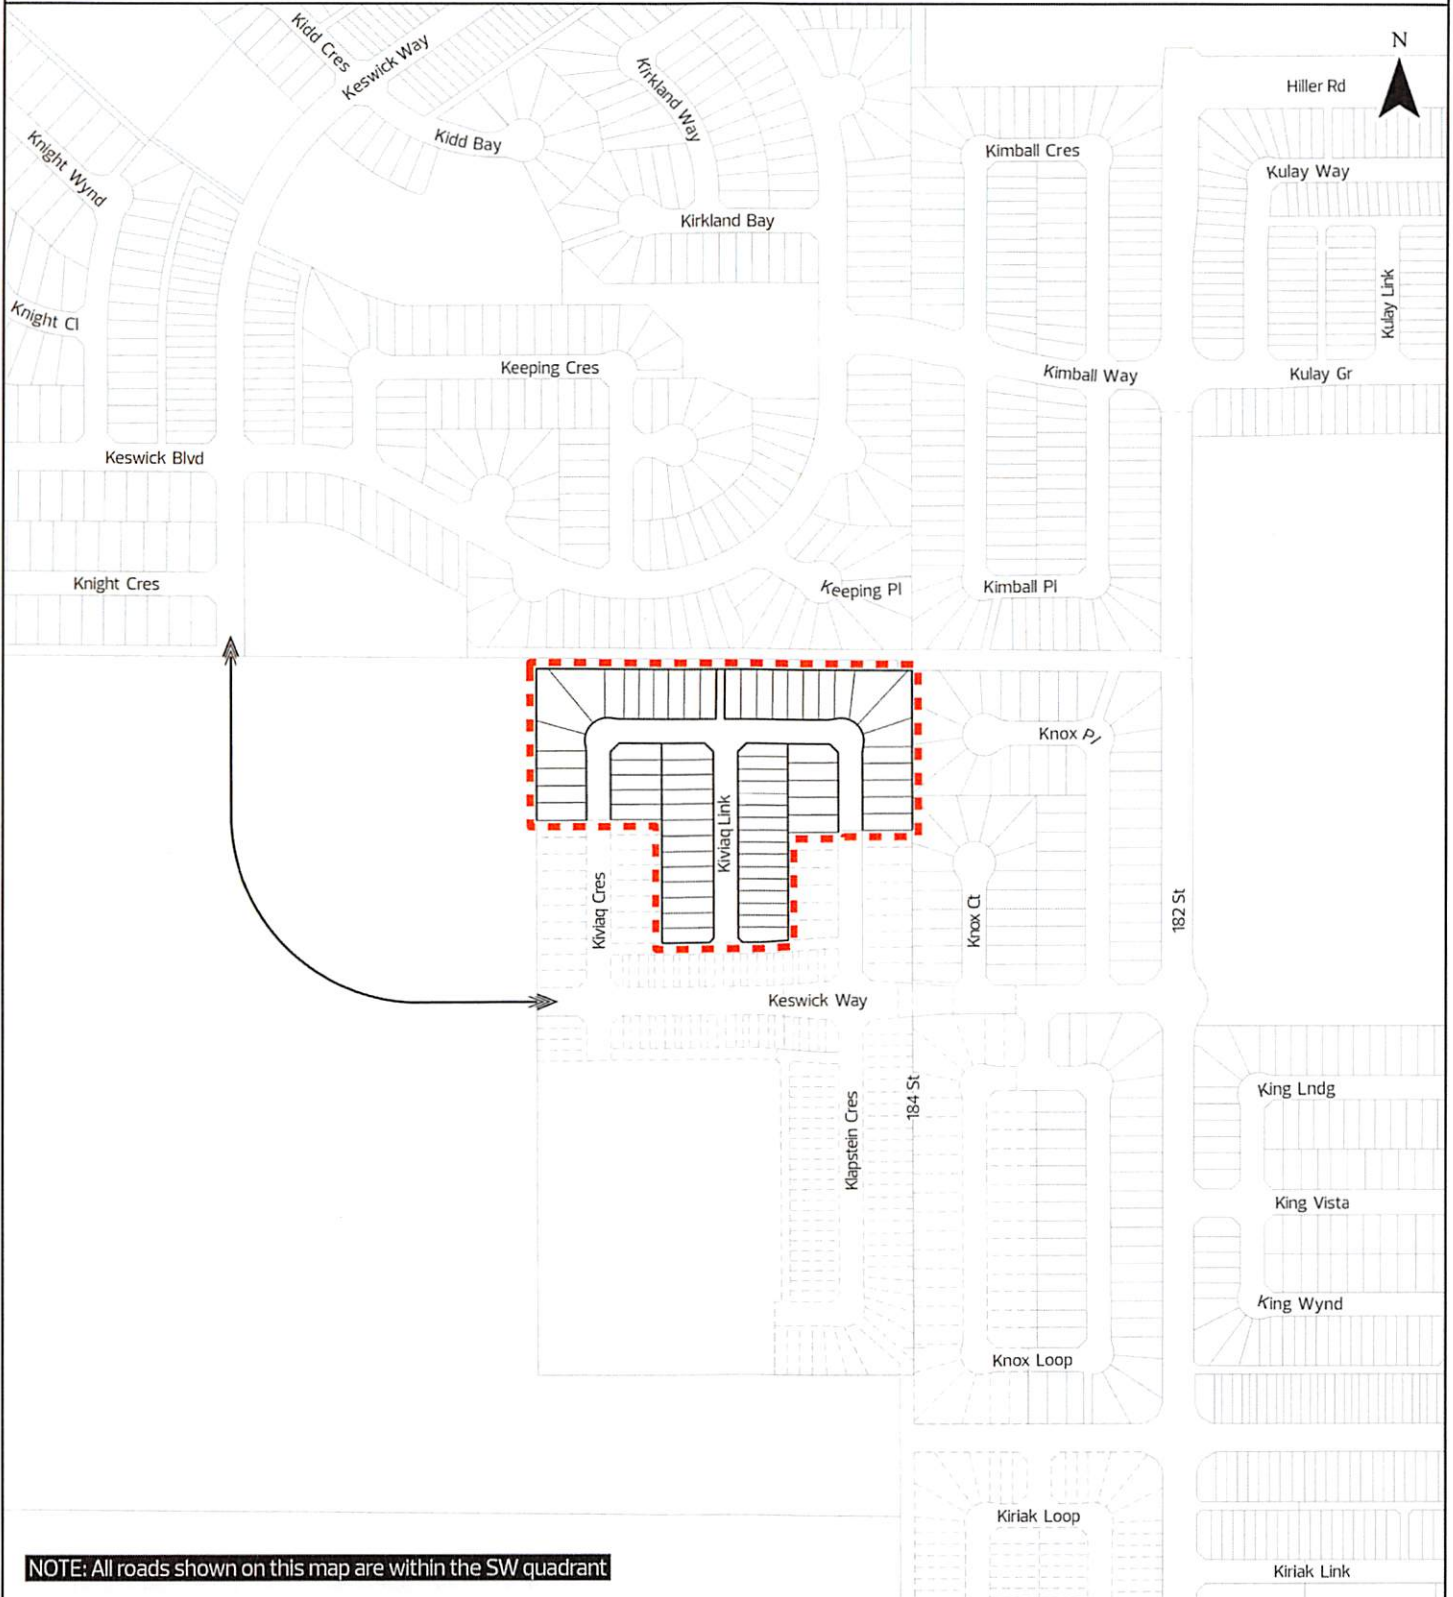 Kidd Cres
Keswick Way
Kirkland Way
N
Hiller Rd
Knight Wynd
Kidd Bay
Kimball Cres
Kulay Way
Kirkland Bay
Knight Cl
Kulay Link
Keeping Cres
Kimball Way
Kulay Gr
Keswick Blvd
Knight Cres
Keeping Pl
Kimball Pl
Knox Pl
Kiviaq Link
Kiviaq Cres
Knox Ct
182 St
Keswick Way
184 St
Klapstein Cres
King Lndg
King Vista
King Wynd
Knox Loop
Kiriak Loop
NOTE: All roads shown on this map are within the SW quadrant
Kiriak Link